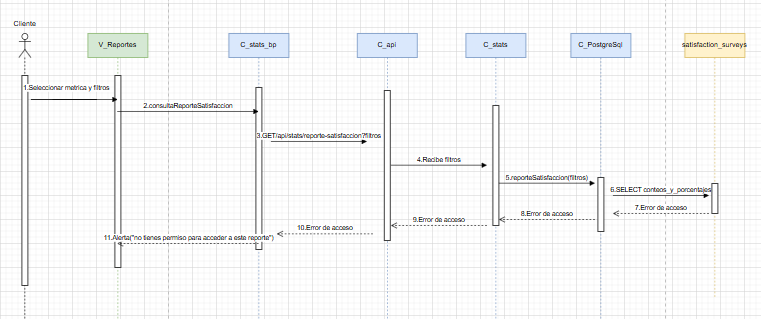 Cliente
V_Reportes
C_stats_bp
C_api
C_stats
C_PostgreSql
satisfaction_surveys
1.Seleccionar metrica y filtros
2.consultaReporteSatisfaccion
3.GET/api/stats/reporte-satisfaccion?filtros
4.Recibe filtros
5.reporteSatisfaccion(filtros)
6.SELECT conteos_y_porcentajes
7.Error de acceso
8.Error de acceso
9.Error de acceso
10.Error de acceso
11.Alerta("no tienes permiso para acceder a este reporte")